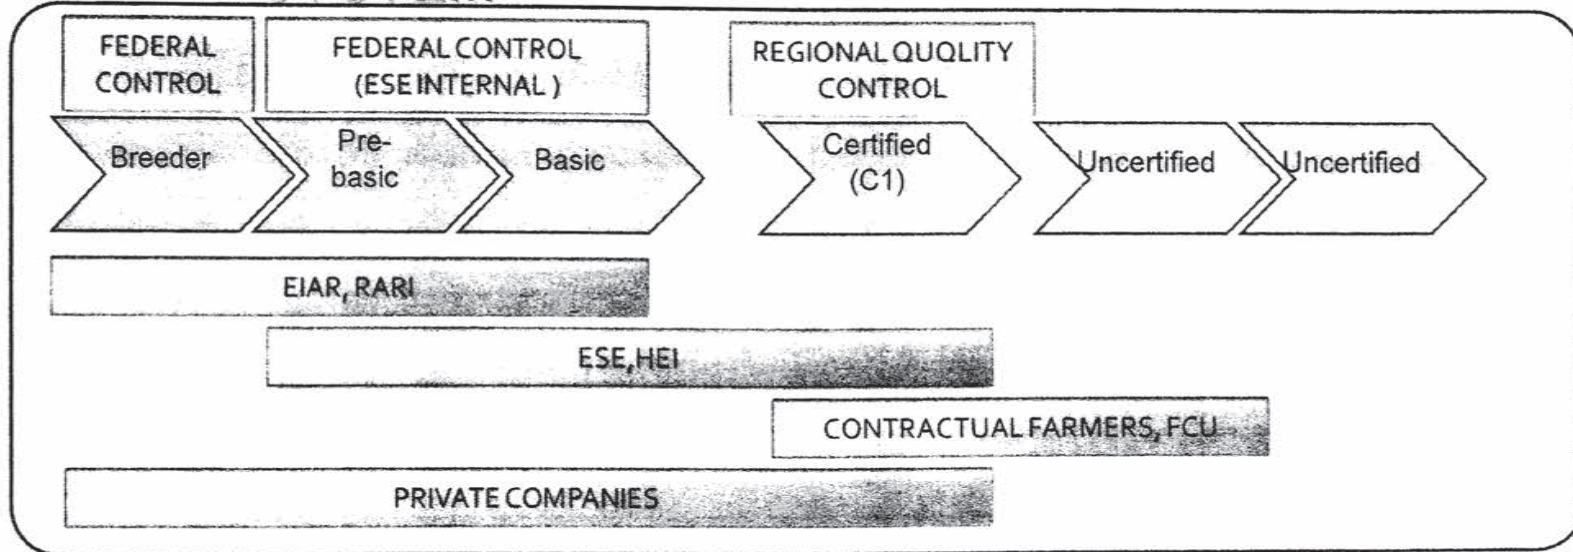 FEDERAL
CONTROL
FEDERAL CONTROL
(ESE INTERNAL )
REGIONAL QUQLITY
CONTROL
Breeder
Pre-
basic
Basic
Certified
(C1)
Uncertified
Uncertified
EIAR, RARI
ESE, HEI
CONTRACTUAL FARMERS, FCU
PRIVATE COMPANIES